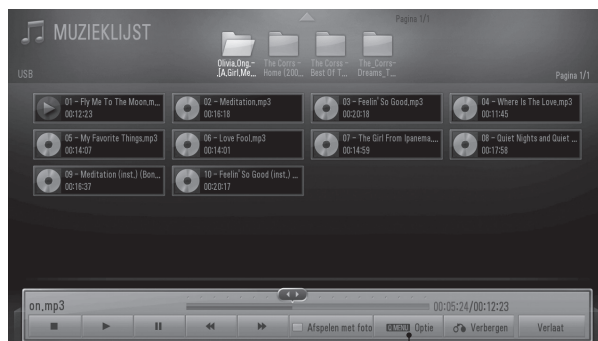 MUZIEKLIJST
Pagina 1/1
Olivia,Ong,-
,[A,Girl,Me...
The Corrs -
Home (200...
The Corss -
Best Of T...
The_Corrs-
Dreams_T...
USB
Pagina 1/1
01 - Fly Me To The Moon,m...
00:12:23
02 - Meditation,mp3
00:16:18
03 - Feelin' So Good,mp3
00:20:18
04 - Where Is The Love,mp3
00:11:45
05 - My Favorite Things,mp3
00:14:07
06 - Love Fool,mp3
00:14:01
07 - The Girl From Ipanema,...
00:14:59
08 - Quiet Nights and Quiet ...
00:17:58
09 - Meditation (inst,) (Bon...
00:16:37
10 - Feelin' So Good (inst,) ...
00:20:17
on,mp3
00:05:24/00:12:23
Afspelen met foto
G.MENU Optie
Verbergen
Verlaat